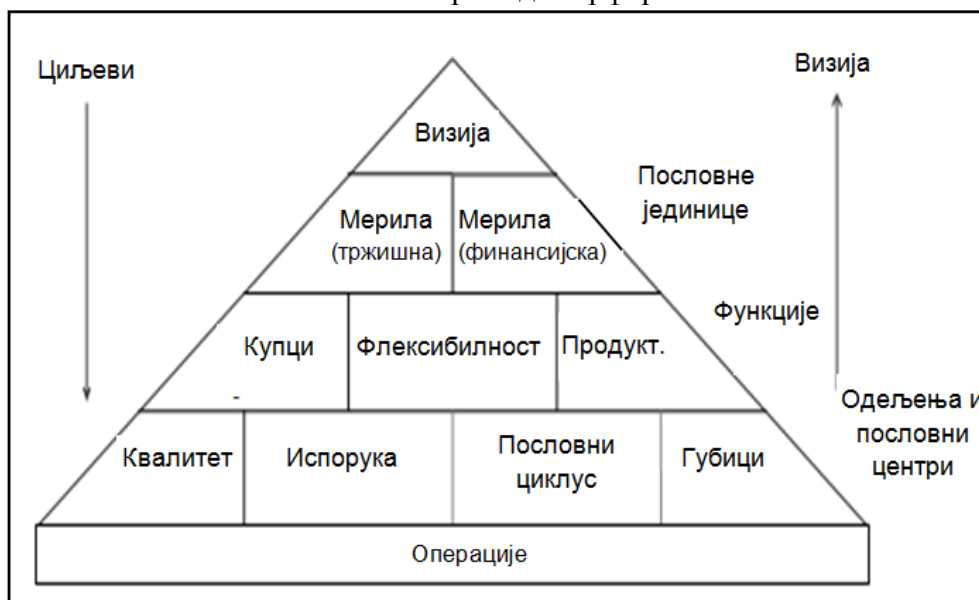 Циљеви
Визија
Визија
Пословне
јединице
Мерила Мерила
(тржишна) (финансијска)
Функције
Купци Флексибилност Продукт.
-
Одељења и
пословни
центри
Квалитет Испорука Пословни
циклус Губици
Операције